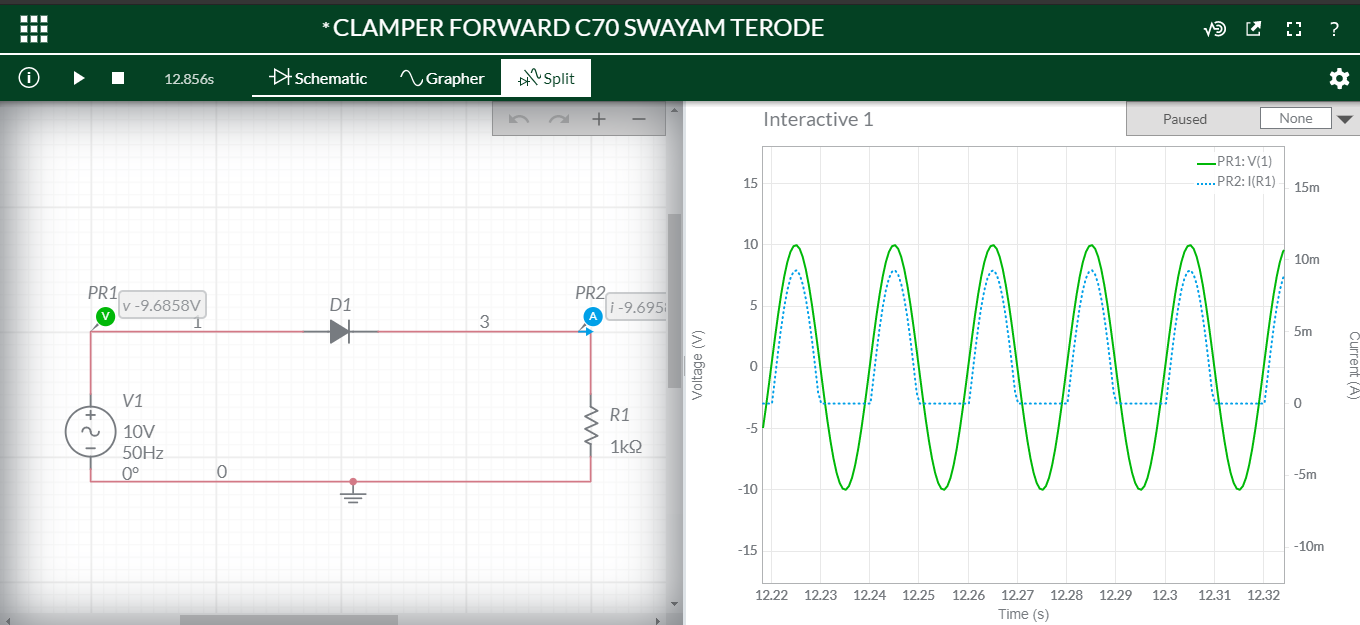 *CLAMPER FORWARD C70 SWAYAM TERODE
?
12.856s
Schematic
Grapher
Split
Interactive 1
Paused
None
PR1
v -9.6858V
V
1
D1
3
PR2
A
i -9.695
V1
10V
50Hz
0°
0
R1
1kΩ
PR1: V(1)
PR2: I(R1)
Voltage (V)
15
10
5
0
-5
-10
-15
15m
10m
5m
0
-5m
-10m
Current (A)
12.22 12.23 12.24 12.25 12.26 12.27 12.28 12.29 12.3 12.31 12.32
Time (s)